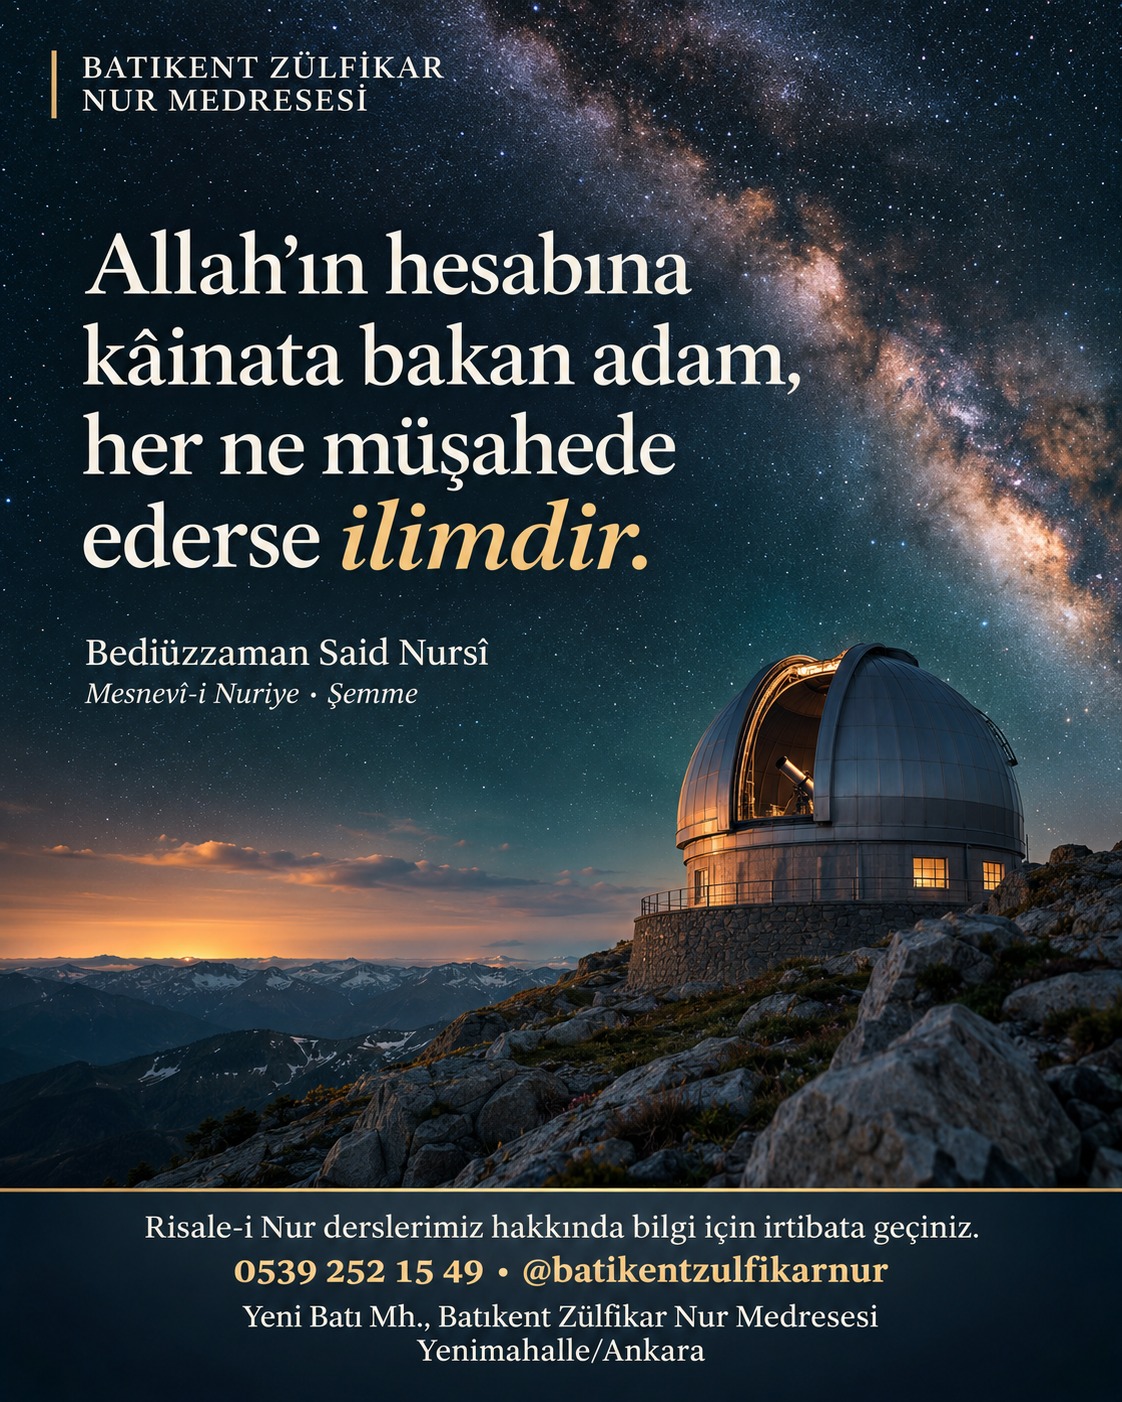 BATIKENT ZÜLFİKAR
NUR MEDRESESİ
Allah’ın hesabına
kâinata bakan adam,
her ne müşahede
ederse ilimdir.
Bediüzzaman Said Nursî
Mesnevî-i Nuriye • Şemme
Risale-i Nur derslerimiz hakkında bilgi için irtibata geçiniz.
0539 252 15 49 • @batikentzulfikarnur
Yeni Batı Mh., Batıkent Zülfikar Nur Medresesi
Yenimahalle/Ankara